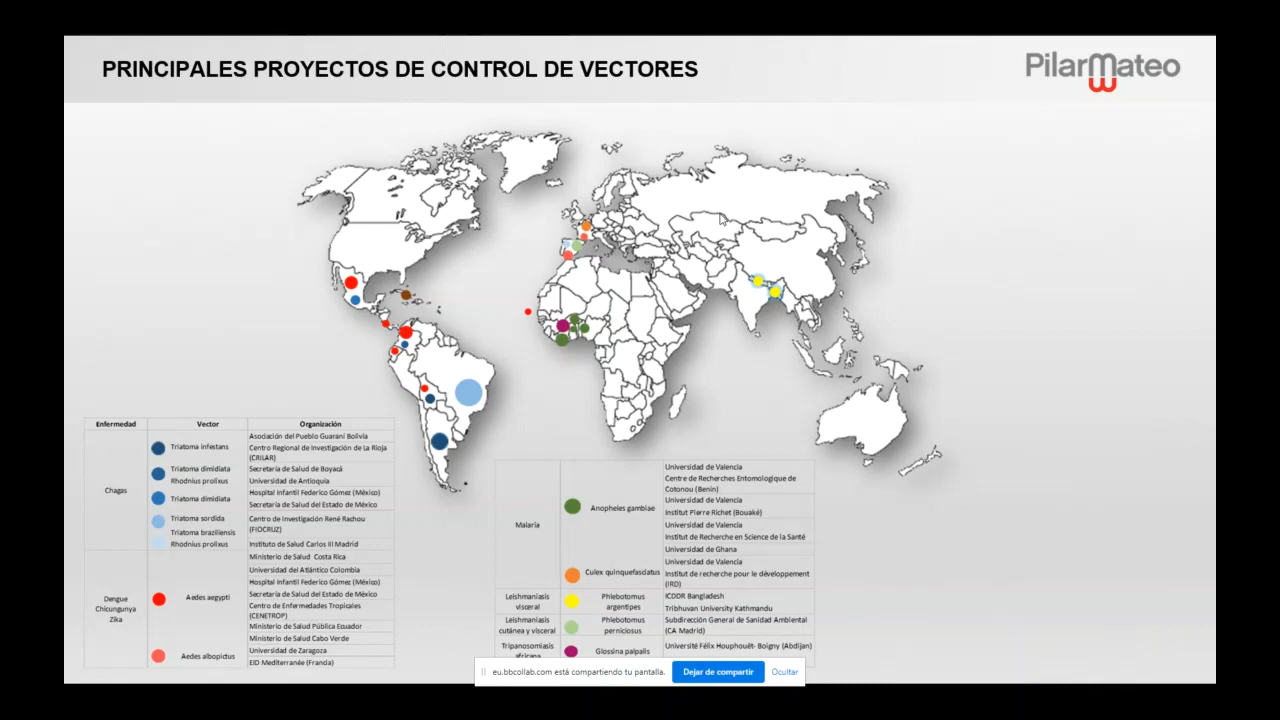 PRINCIPALES PROYECTOS DE CONTROL DE VECTORES
PilarMateo
Enfermedad Vector Organización
Chagas
Triatoma infestans
Asociación del Pueblo Guaraní Bolivia
Centro Regional de Investigación de La Rioja
(CRILAR)
Triatoma dimidiata
Rhodnius prolixus
Secretaría de Salud de Boyacá
Universidad de Antioquia
Triatoma dimidiata
Hospital Infantil Federico Gómez (México)
Secretaría de Salud del Estado de México
Triatoma sordida
Triatoma braziliensis
Centro de Investigación René Rachou
(FIOCRUZ)
Rhodnius prolixus
Instituto de Salud Carlos III Madrid
Dengue
Chicungunya
Zika
Aedes aegypti
Ministerio de Salud Costa Rica
Universidad del Atlántico Colombia
Hospital Infantil Federico Gómez (México)
Secretaría de Salud del Estado de México
Centro de Enfermedades Tropicales
(CENETROP)
Ministerio de Salud Pública Ecuador
Ministerio de Salud Cabo Verde
Aedes albopictus
Universidad de Zaragoza
EID Mediterranée (Francia)
Malaria
Anopheles gambiae
Universidad de Valencia
Centre de Recherches Entomologique de
Cotonou (Benin)
Universidad de Valencia
Institut Pierre Richet (Bouaké)
Universidad de Valencia
Institut de Recherche en Science de la Santé
Universidad de Ghana
Culex quinquefasciatus
Universidad de Valencia
Institut de recherche pour le développement
(IRD)
Leishmaniasis
visceral
Phlebotomus
argentipes
ICDDR Bangladesh
Tribhuvan University Kathmandu
Leishmaniasis
cutánea y visceral
Phlebotomus
perniciosus
Subdirección General de Sanidad Ambiental
(CA Madrid)
Tripanosomiasis
africana
Glossina palpalis
Université Félix Houphouët- Boigny (Abdijan)
eu.bbcollab.com está compartiendo tu pantalla.
Dejar de compartir
Ocultar